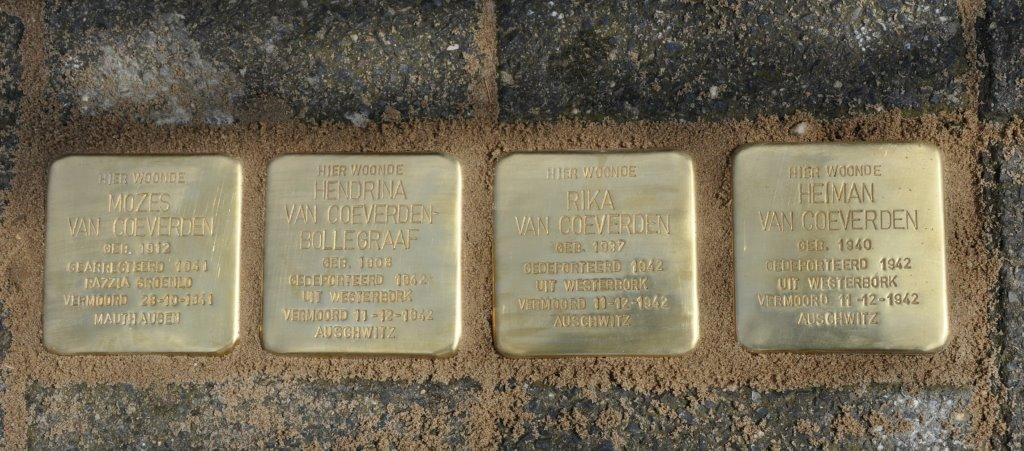 HIER WOONDE
MOZES
VAN COEVERDEN
GEB. 1912
GEARRESTEERD 1941
RAZZIA GROENLO
VERMOORD 29-10-1941
MAUTHAUSEN
HIER WOONDE
HENDRINA
VAN COEVERDEN-
BOLLEGRAAF
GEB. 1908
GEDEPORTEERD 1942
UIT WESTERBORK
VERMOORD 11-12-1942
AUSCHWITZ
HIER WOONDE
RIKA
VAN COEVERDEN
GEB. 1937
GEDEPORTEERD 1942
UIT WESTERBORK
VERMOORD 11-12-1942
AUSCHWITZ
HIER WOONDE
HEIMAN
VAN COEVERDEN
GEB. 1940
GEDEPORTEERD 1942
UIT WESTERBORK
VERMOORD 11-12-1942
AUSCHWITZ